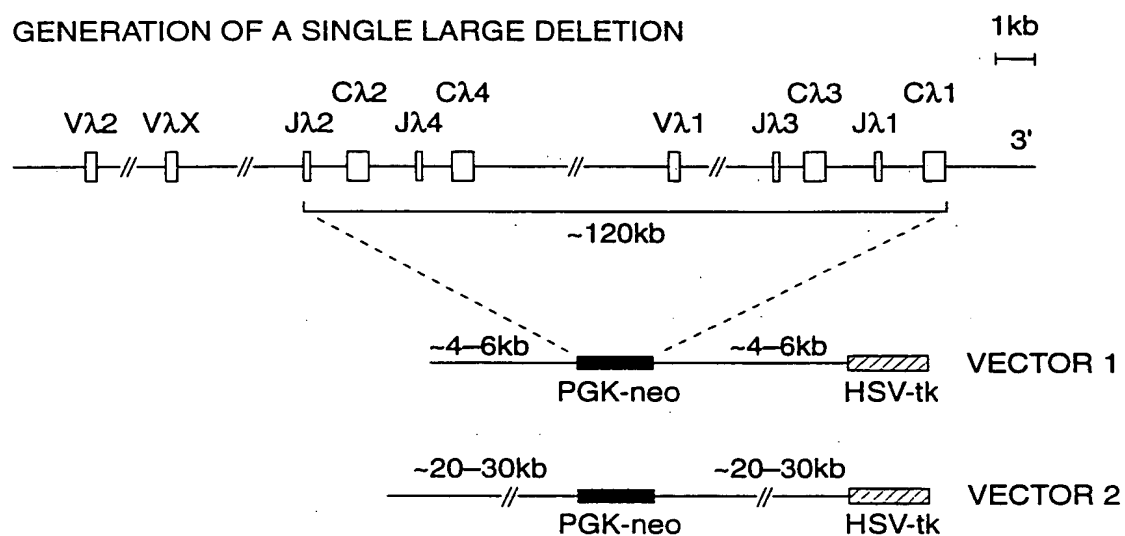 GENERATION OF A SINGLE LARGE DELETION
1kb
Cλ2 Cλ4 Cλ3 Cλ1
Vλ2 VλX Jλ2 Jλ4 Vλ1 Jλ3 Jλ1 3'
~120kb
~4–6kb ~4–6kb VECTOR 1
PGK-neo HSV-tk
~20–30kb ~20–30kb VECTOR 2
PGK-neo HSV-tk